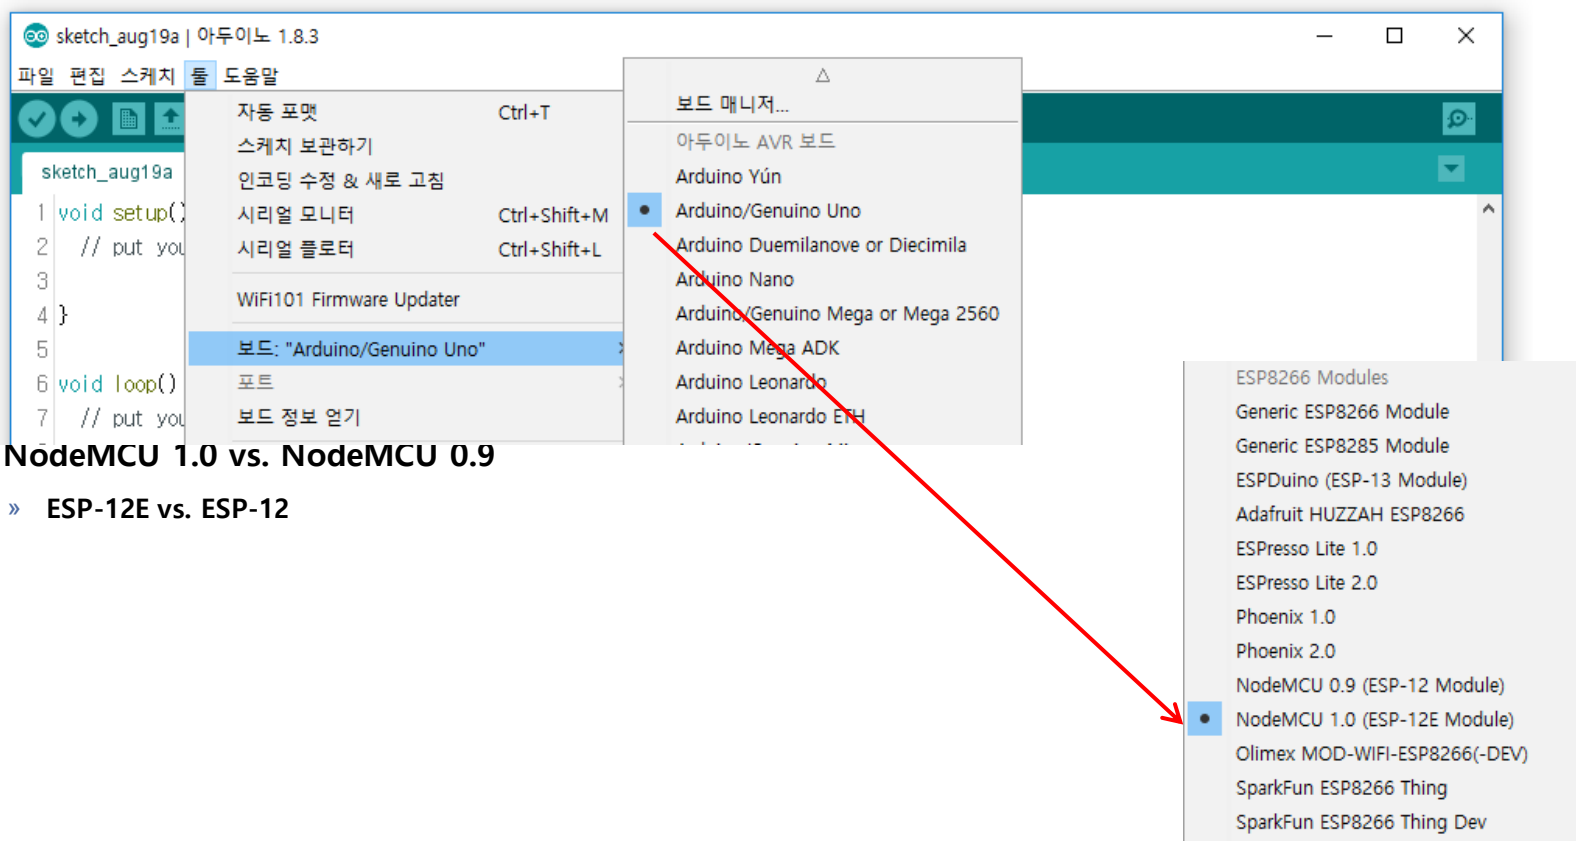 sketch_aug19a | 아두이노 1.8.3
파일 편집 스케치 툴 도움말
sketch_aug19a
1 void setup()
2 // put you
3
4 }
5
6 void loop()
7 // put you
자동 포맷 Ctrl+T
스케치 보관하기
인코딩 수정 & 새로 고침
시리얼 모니터 Ctrl+Shift+M
시리얼 플로터 Ctrl+Shift+L
WiFi101 Firmware Updater
보드: "Arduino/Genuino Uno"
포트
보드 정보 얻기
보드 매니저...
아두이노 AVR 보드
Arduino Yún
Arduino/Genuino Uno
Arduino Duemilanove or Diecimila
Arduino Nano
Arduino/Genuino Mega or Mega 2560
Arduino Mega ADK
Arduino Leonardo
Arduino Leonardo ETH
NodeMCU 1.0 vs. NodeMCU 0.9
» ESP-12E vs. ESP-12
ESP8266 Modules
Generic ESP8266 Module
Generic ESP8285 Module
ESPDuino (ESP-13 Module)
Adafruit HUZZAH ESP8266
ESPresso Lite 1.0
ESPresso Lite 2.0
Phoenix 1.0
Phoenix 2.0
NodeMCU 0.9 (ESP-12 Module)
NodeMCU 1.0 (ESP-12E Module)
Olimex MOD-WIFI-ESP8266(-DEV)
SparkFun ESP8266 Thing
SparkFun ESP8266 Thing Dev